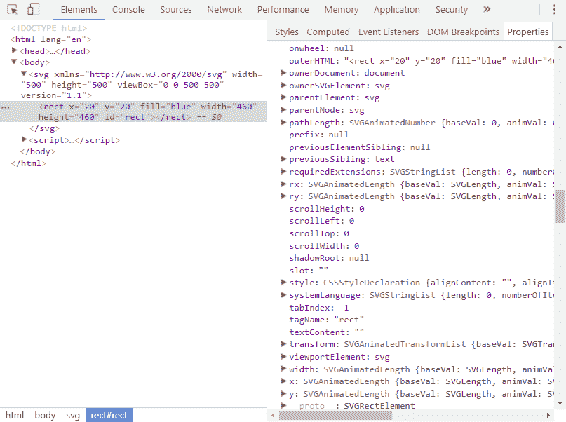 Elements Console Sources Network Performance Memory Application Security »
<!DOCTYPE html>
<html lang="en">
▶<head>…</head>
▼<body>
▼<svg xmlns="http://www.w3.org/2000/svg" width=
"500" height="500" viewBox="0 0 500 500"
version="1.1">
… <rect x="20" y="20" fill="blue" width="460"
height="460" id="rect"></rect> == $0
</svg>
▶<script>…</script>
</body>
</html>
html body svg rect#rect
Styles Computed Event Listeners DOM Breakpoints Properties
onwheel: null
outerHTML: "<rect x="20" y="20" fill="blue" width="46
▶ ownerDocument: document
▶ ownerSVGElement: svg
▶ parentElement: svg
▶ parentNode: svg
▶ pathLength: SVGAnimatedNumber {baseVal: 0, animVal:
prefix: null
previousElementSibling: null
▶ previousSibling: text
▶ requiredExtensions: SVGStringList {length: 0, numberO
▶ rx: SVGAnimatedLength {baseVal: SVGLength, animVal: S
▶ ry: SVGAnimatedLength {baseVal: SVGLength, animVal: S
scrollHeight: 0
scrollLeft: 0
scrollTop: 0
scrollWidth: 0
shadowRoot: null
slot: ""
▶ style: CSSStyleDeclaration {alignContent: "", alignIt
▶ systemLanguage: SVGStringList {length: 0, numberOfIte
tabIndex: -1
tagName: "rect"
textContent: ""
▶ transform: SVGAnimatedTransformList {baseVal: SVGTran
▶ viewportElement: svg
▶ width: SVGAnimatedLength {baseVal: SVGLength, animVal
▶ x: SVGAnimatedLength {baseVal: SVGLength, animVal: SV
▶ y: SVGAnimatedLength {baseVal: SVGLength, animVal: SV
▶ __proto__: SVGRectElement